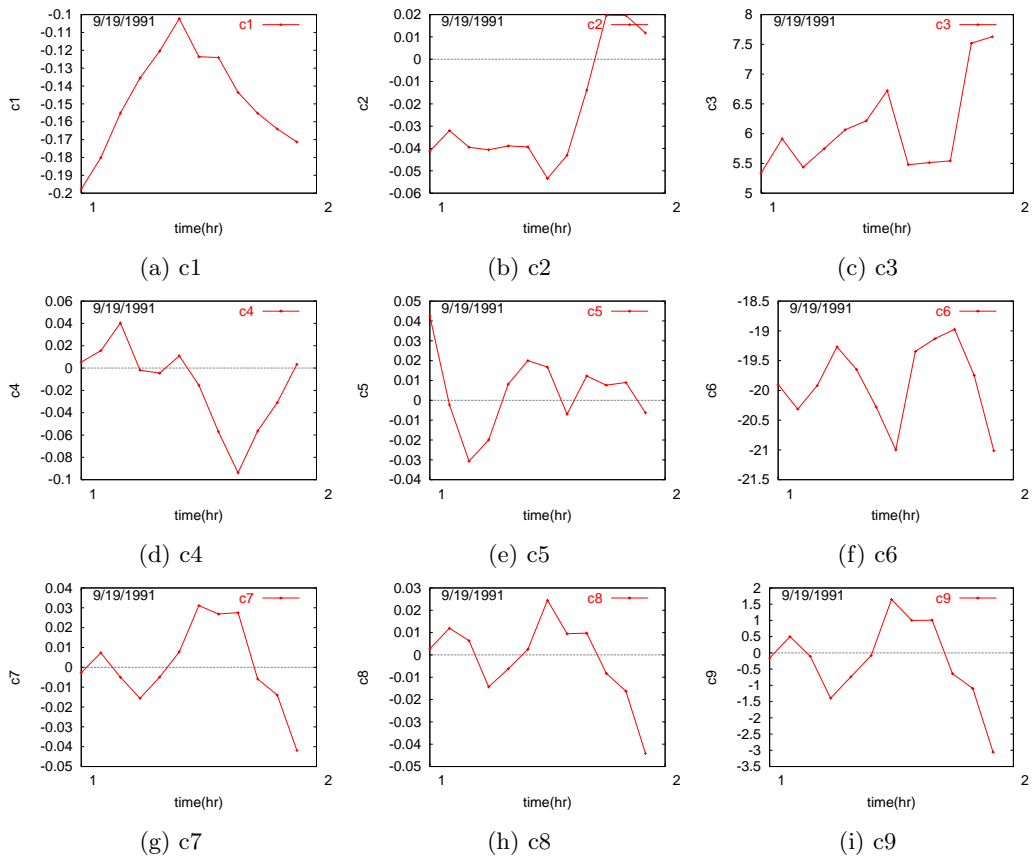 9/19/1991 c1
-0.1
-0.11
-0.12
-0.13
-0.14
-0.15
-0.16
-0.17
-0.18
-0.19
-0.2
c1
1 2
time(hr)
(a) c1
9/19/1991 c2
0.02
0.01
0
-0.01
-0.02
-0.03
-0.04
-0.05
-0.06
c2
1 2
time(hr)
(b) c2
9/19/1991 c3
8
7.5
7
6.5
6
5.5
5
c3
1 2
time(hr)
(c) c3
9/19/1991 c4
0.06
0.04
0.02
0
-0.02
-0.04
-0.06
-0.08
-0.1
c4
1 2
time(hr)
(d) c4
9/19/1991 c5
0.05
0.04
0.03
0.02
0.01
0
-0.01
-0.02
-0.03
-0.04
c5
1 2
time(hr)
(e) c5
9/19/1991 c6
-18.5
-19
-19.5
-20
-20.5
-21
-21.5
c6
1 2
time(hr)
(f) c6
9/19/1991 c7
0.04
0.03
0.02
0.01
0
-0.01
-0.02
-0.03
-0.04
-0.05
c7
1 2
time(hr)
(g) c7
9/19/1991 c8
0.03
0.02
0.01
0
-0.01
-0.02
-0.03
-0.04
-0.05
c8
1 2
time(hr)
(h) c8
9/19/1991 c9
2
1.5
1
0.5
0
-0.5
-1
-1.5
-2
-2.5
-3
-3.5
c9
1 2
time(hr)
(i) c9